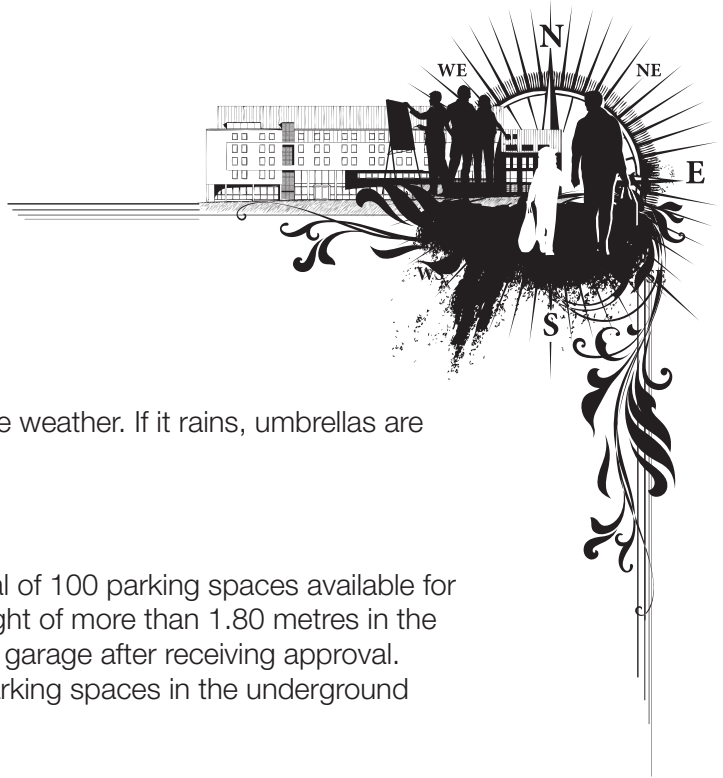 N
WE
NE
E
S
e weather. If it rains, umbrellas are
al of 100 parking spaces available for
ght of more than 1.80 metres in the
garage after receiving approval.
arking spaces in the underground